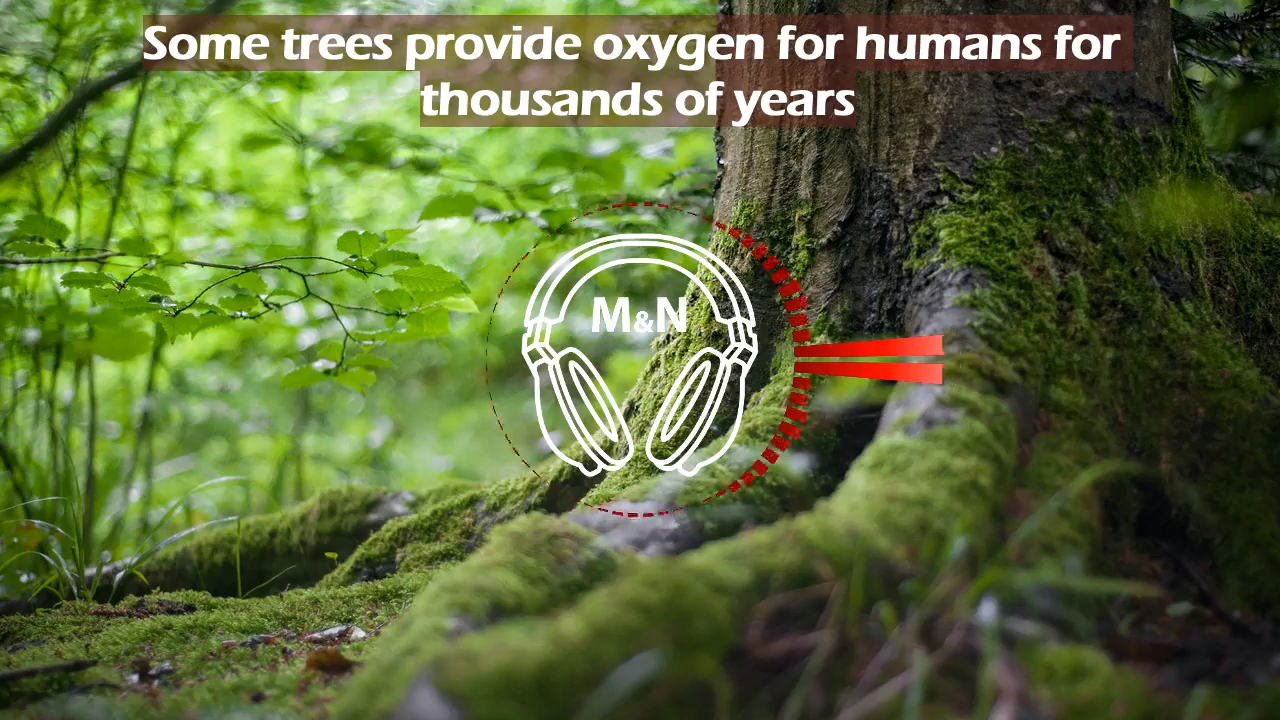 Some trees provide oxygen for humans for
thousands of years
M&N